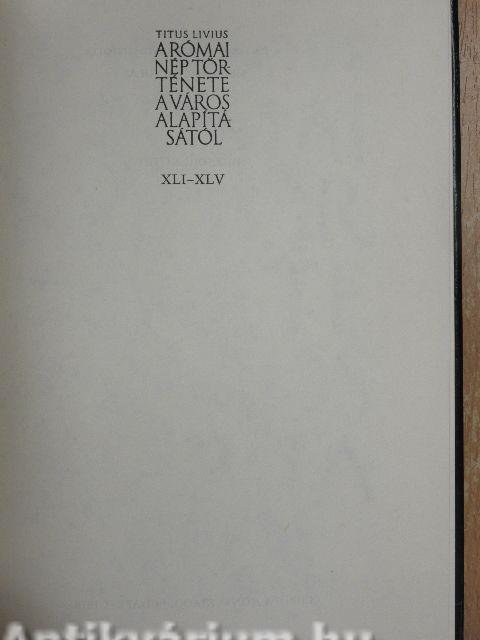 TITUS LIVIUS
A RÓMAI
NÉP TÖR-
TÉNETE
A VÁROS
ALAPÍTÁ-
SÁTÓL
XLI–XLV
Antikvárium.hu